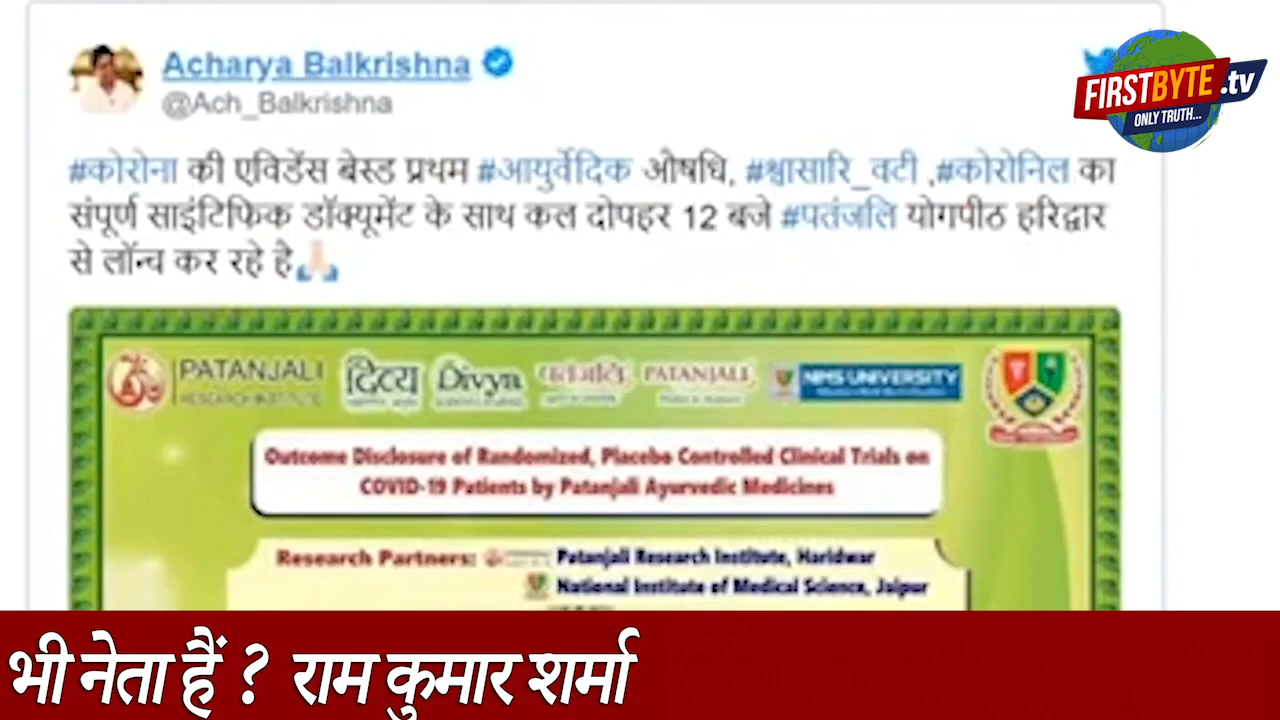 Acharya Balkrishna
@Ach_Balkrishna
FIRSTBYTE.tv
ONLY TRUTH...
#कोरोना की एविडेंस बेस्ड प्रथम #आयुर्वेदिक औषधि, #श्वासारि_वटी ,#कोरोनिल का
संपूर्ण साइंटिफिक डॉक्यूमेंट के साथ कल दोपहर 12 बजे #पतंजलि योगपीठ हरिद्वार
से लॉन्च कर रहे है
PATANJALI
RESEARCH INSTITUTE
दिव्य
Divya
पतंजलि
PATANJALI
NIMS UNIVERSITY
Outcome Disclosure of Randomized, Placebo Controlled Clinical Trials on
COVID-19 Patients by Patanjali Ayurvedic Medicines
Research Partners: Patanjali Research Institute, Haridwar
National Institute of Medical Science, Jaipur
भी नेता हैं ? राम कुमार शर्मा